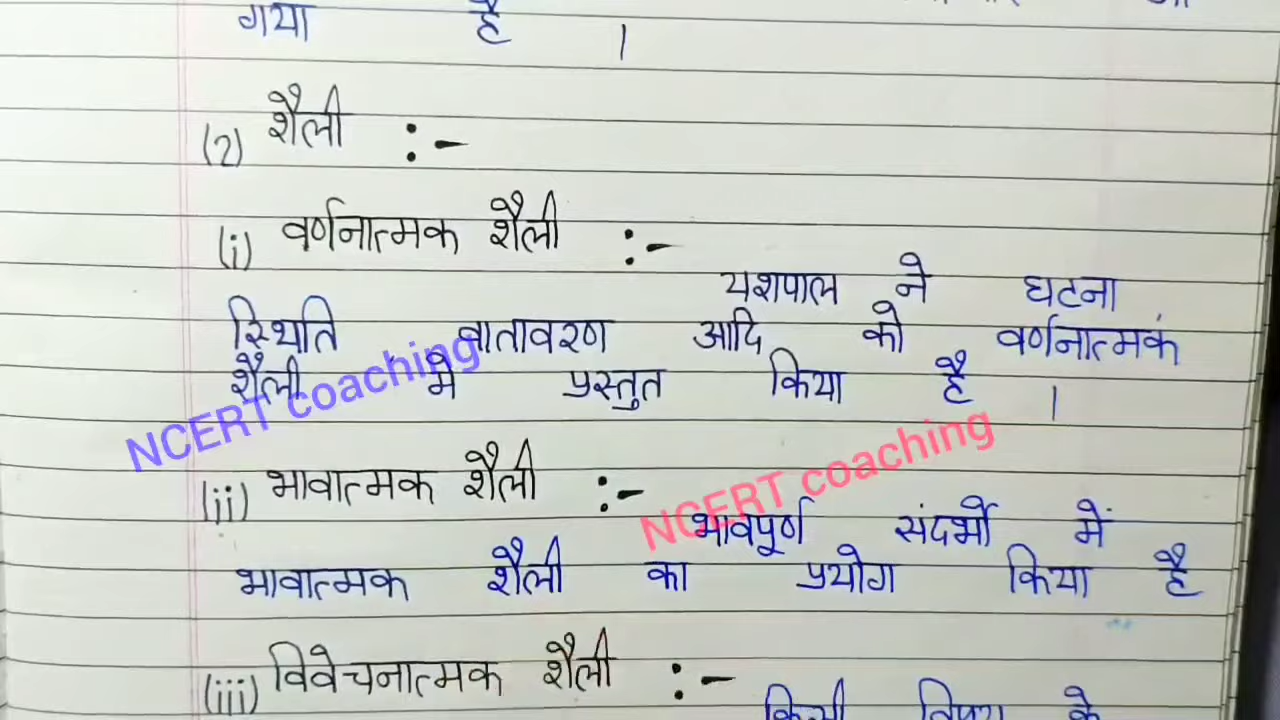 गया है ।
(2) शैली :-
(i) वर्णनात्मक शैली :-
यशपाल ने घटना
स्थिति वातावरण आदि को वर्णनात्मक
शैली मे प्रस्तुत किया है ।
NCERT coaching
NCERT coaching
(ii) भावात्मक शैली :-
भावपूर्ण संदर्भो में
भावात्मक शैली का प्रयोग किया है
(iii) विवेचनात्मक शैली :-
किसी विषय के